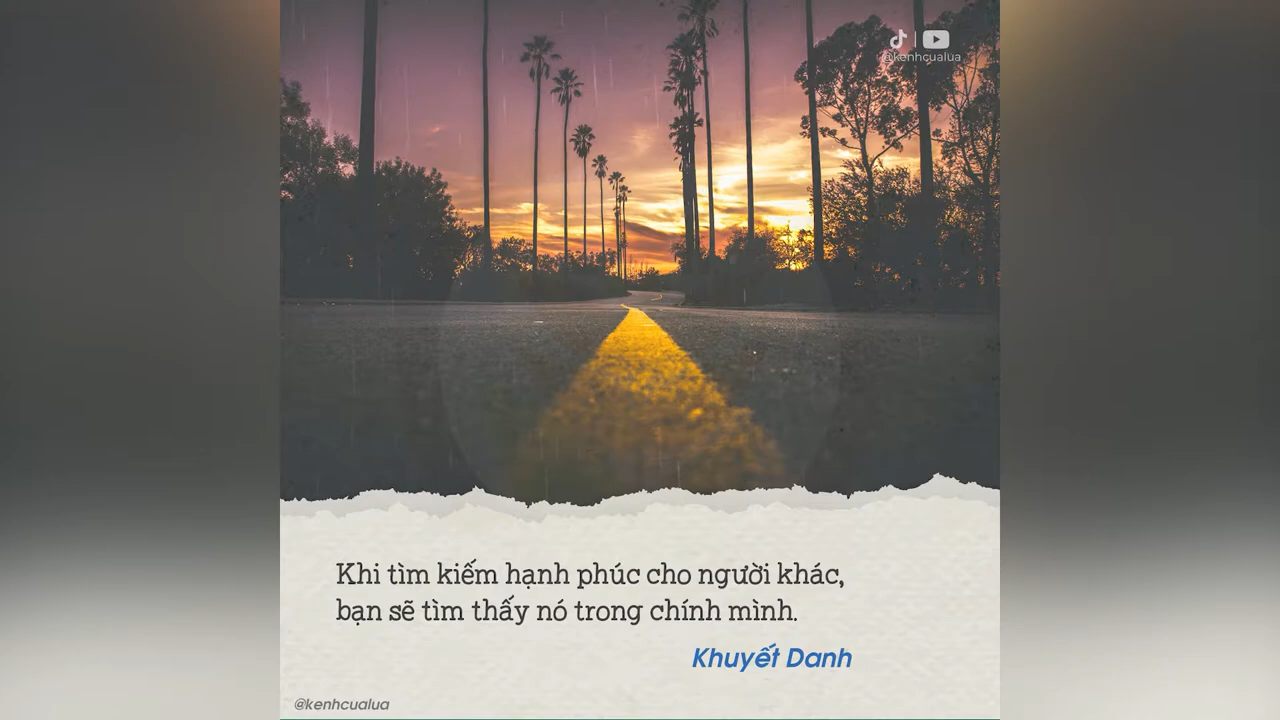 @kenhcualua
Khi tìm kiếm hạnh phúc cho người khác,
bạn sẽ tìm thấy nó trong chính mình.
Khuyết Danh
@kenhcualua